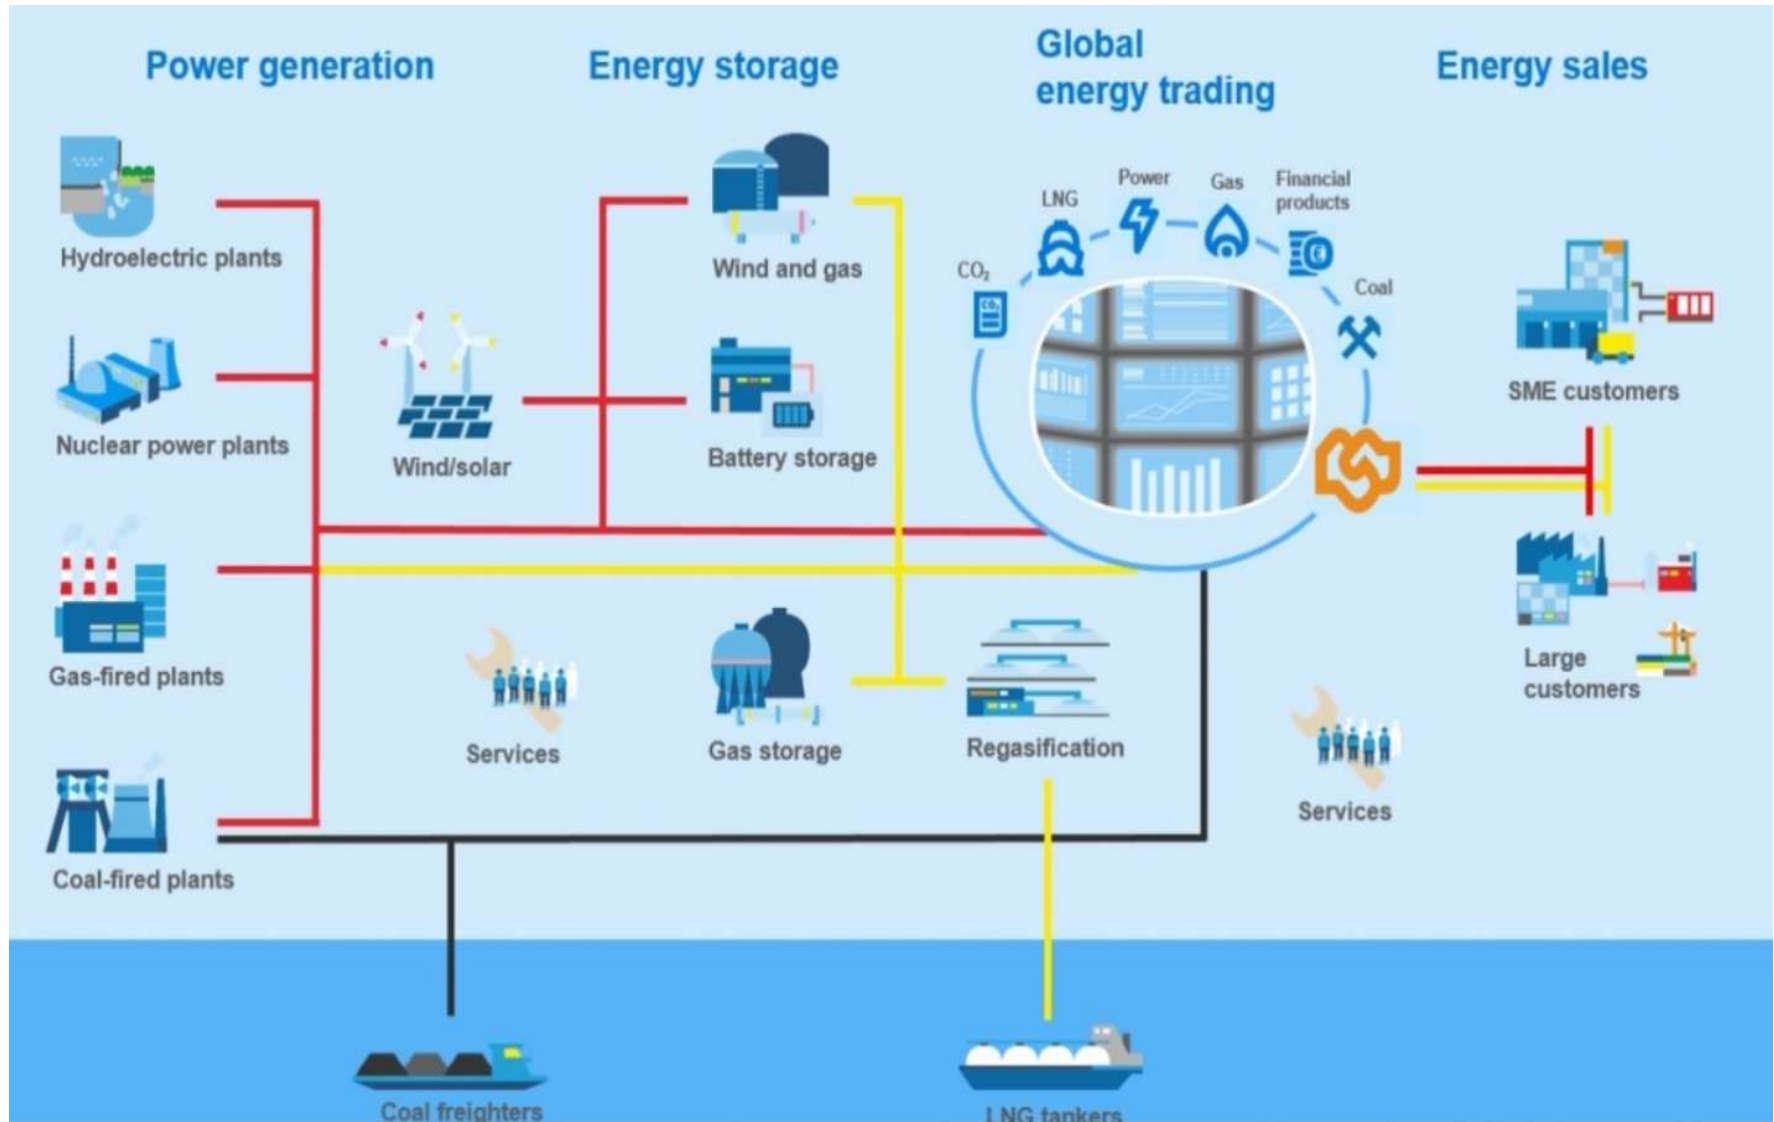 Power generation
Energy storage
Global
energy trading
Energy sales
Hydroelectric plants
Nuclear power plants
Gas-fired plants
Coal-fired plants
Wind/solar
Services
Wind and gas
Battery storage
Gas storage
Regasification
CO₂
CO₂
LNG
Power
Gas
Financial
products
Coal
SME customers
Large
customers
Services
Coal freighters
LNG tankers